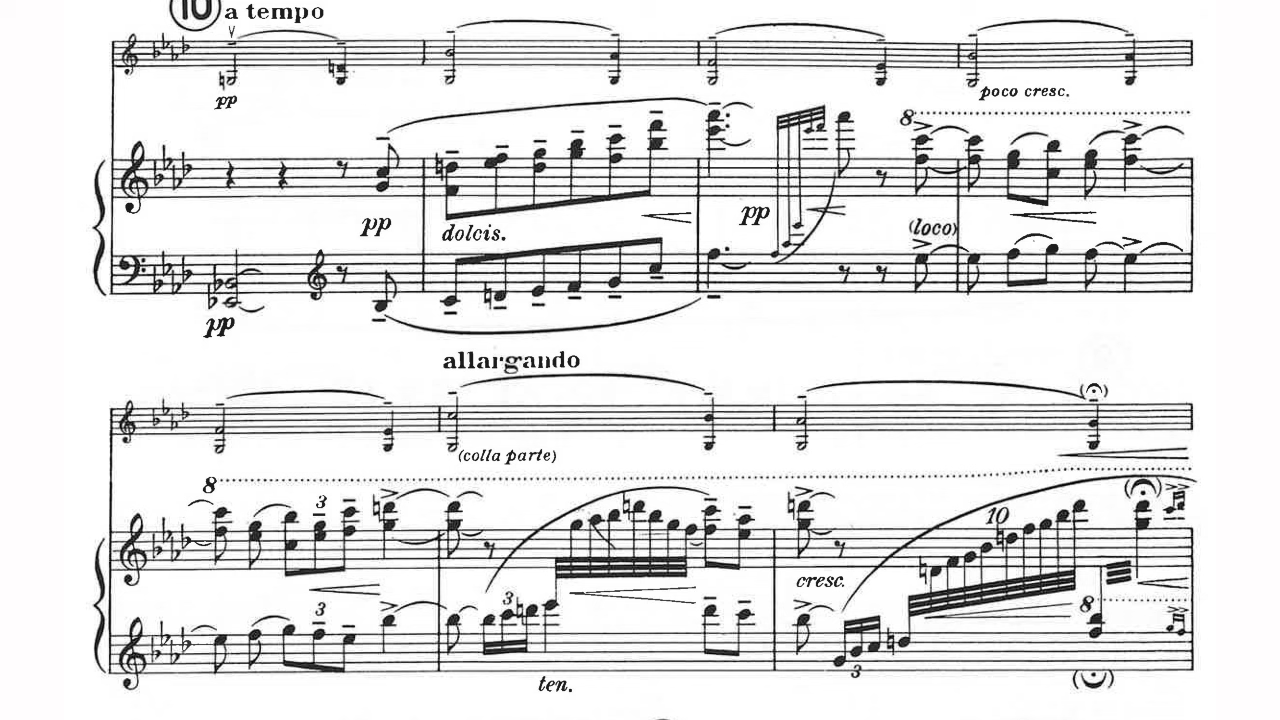 10 a tempo
pp
poco cresc.
8
pp
pp
dolcis.
(loco)
pp
allargando
(colla parte)
8
3
10
cresc.
3
3
8
3
ten.